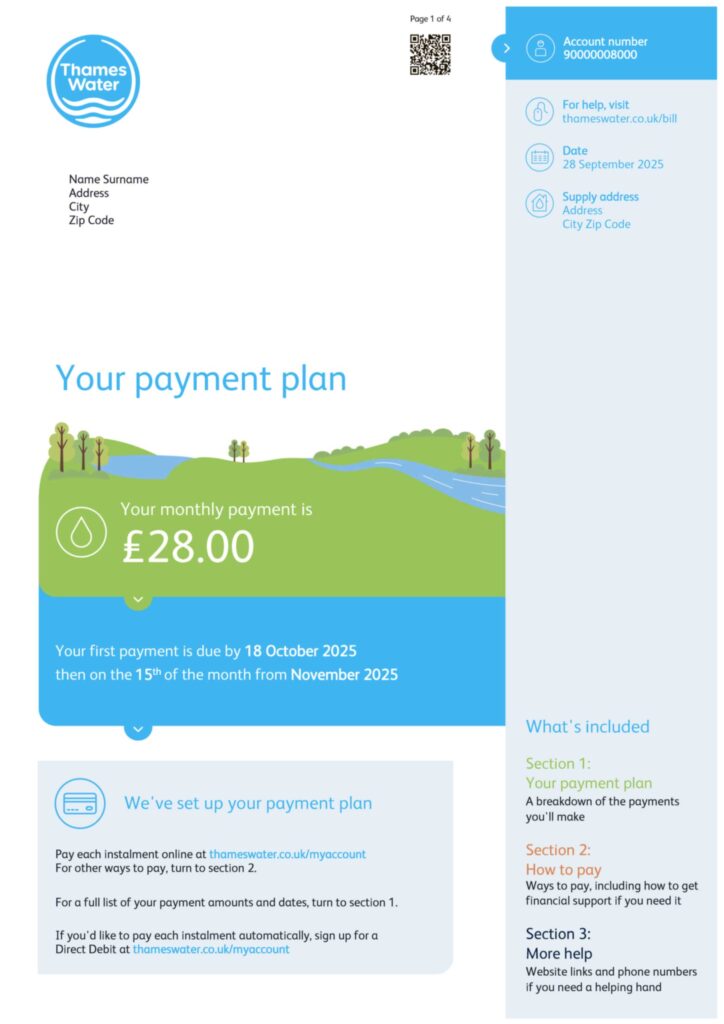 Page 1 of 4
Thames
Water
Account number
90000008000
For help, visit
thameswater.co.uk/bill
Date
28 September 2025
Supply address
Address
City Zip Code
Name Surname
Address
City
Zip Code
Your payment plan
Your monthly payment is
£28.00
Your first payment is due by 18 October 2025
then on the 15th of the month from November 2025
We've set up your payment plan
Pay each instalment online at thameswater.co.uk/myaccount
For other ways to pay, turn to section 2.
For a full list of your payment amounts and dates, turn to section 1.
If you'd like to pay each instalment automatically, sign up for a
Direct Debit at thameswater.co.uk/myaccount
What's included
Section 1:
Your payment plan
A breakdown of the payments
you'll make
Section 2:
How to pay
Ways to pay, including how to get
financial support if you need it
Section 3:
More help
Website links and phone numbers
if you need a helping hand